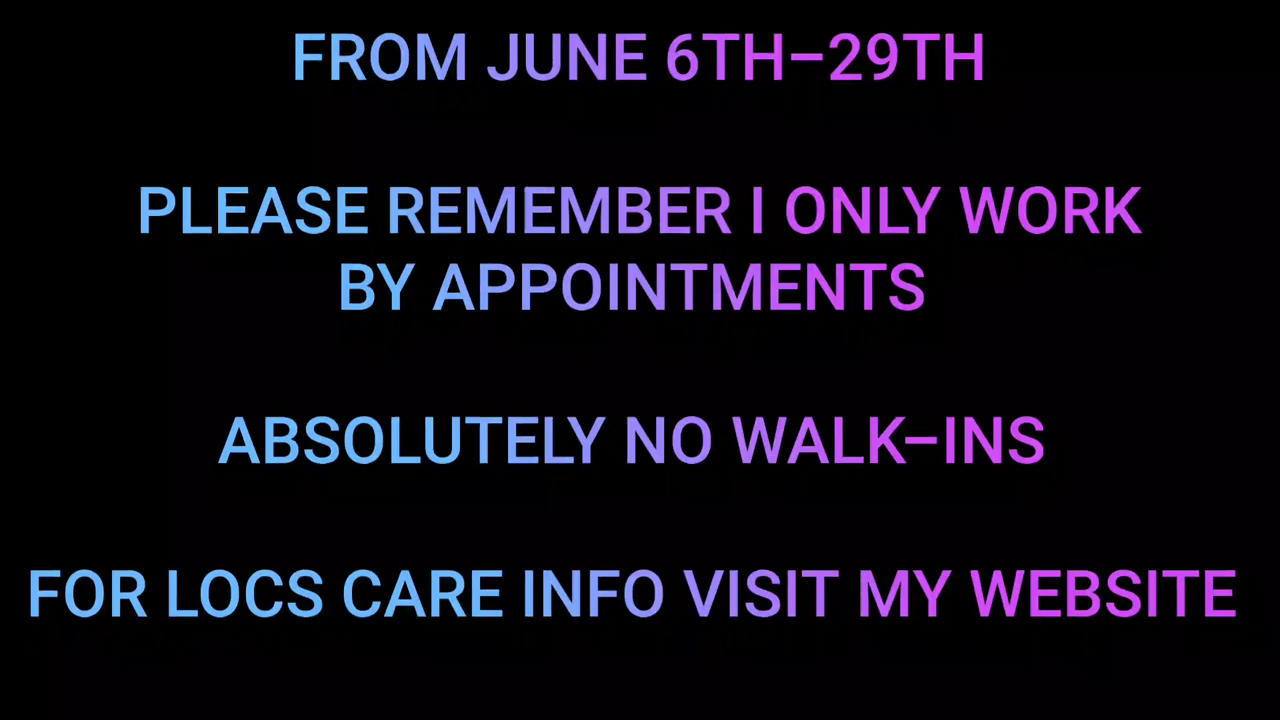 FROM JUNE 6TH–29TH
PLEASE REMEMBER I ONLY WORK
BY APPOINTMENTS
ABSOLUTELY NO WALK–INS
FOR LOCS CARE INFO VISIT MY WEBSITE